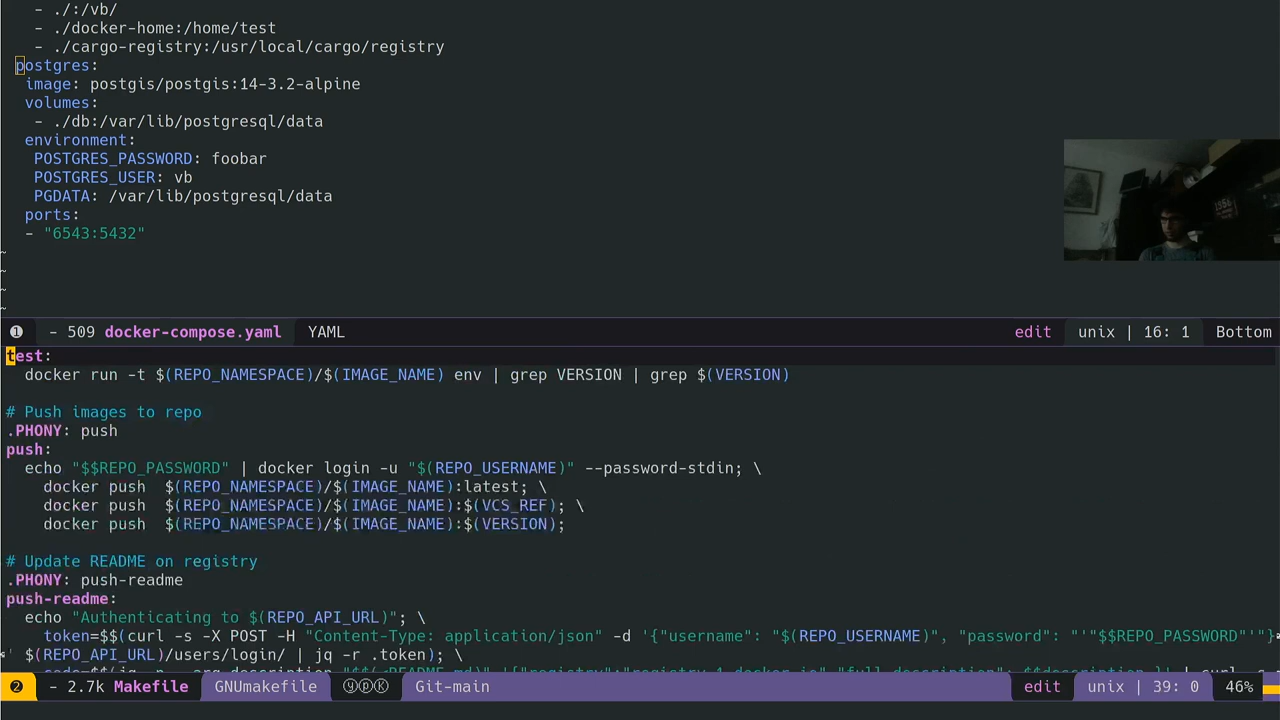 - ./:/vb/
- ./docker-home:/home/test
- ./cargo-registry:/usr/local/cargo/registry
postgres:
image: postgis/postgis:14-3.2-alpine
volumes:
- ./db:/var/lib/postgresql/data
environment:
POSTGRES_PASSWORD: foobar
POSTGRES_USER: vb
PGDATA: /var/lib/postgresql/data
ports:
- "6543:5432"
~
~
~
~
❶ - 509 docker-compose.yaml YAML edit unix | 16: 1 Bottom
test:
docker run -t $(REPO_NAMESPACE)/$(IMAGE_NAME) env | grep VERSION | grep $(VERSION)
# Push images to repo
.PHONY: push
push:
echo "$$REPO_PASSWORD" | docker login -u "$(REPO_USERNAME)" --password-stdin; \
docker push  $(REPO_NAMESPACE)/$(IMAGE_NAME):latest; \
docker push  $(REPO_NAMESPACE)/$(IMAGE_NAME):$(VCS_REF); \
docker push  $(REPO_NAMESPACE)/$(IMAGE_NAME):$(VERSION);
# Update README on registry
.PHONY: push-readme
push-readme:
echo "Authenticating to $(REPO_API_URL)"; \
token=$$(curl -s -X POST -H "Content-Type: application/json" -d '{"username": "$(REPO_USERNAME)", "password": "'"$$REPO_PASSWORD"'"}
' $(REPO_API_URL)/users/login/ | jq -r .token); \
❷ - 2.7k Makefile GNUmakefile ⓨⓟⓀ Git-main edit unix | 39: 0 46%